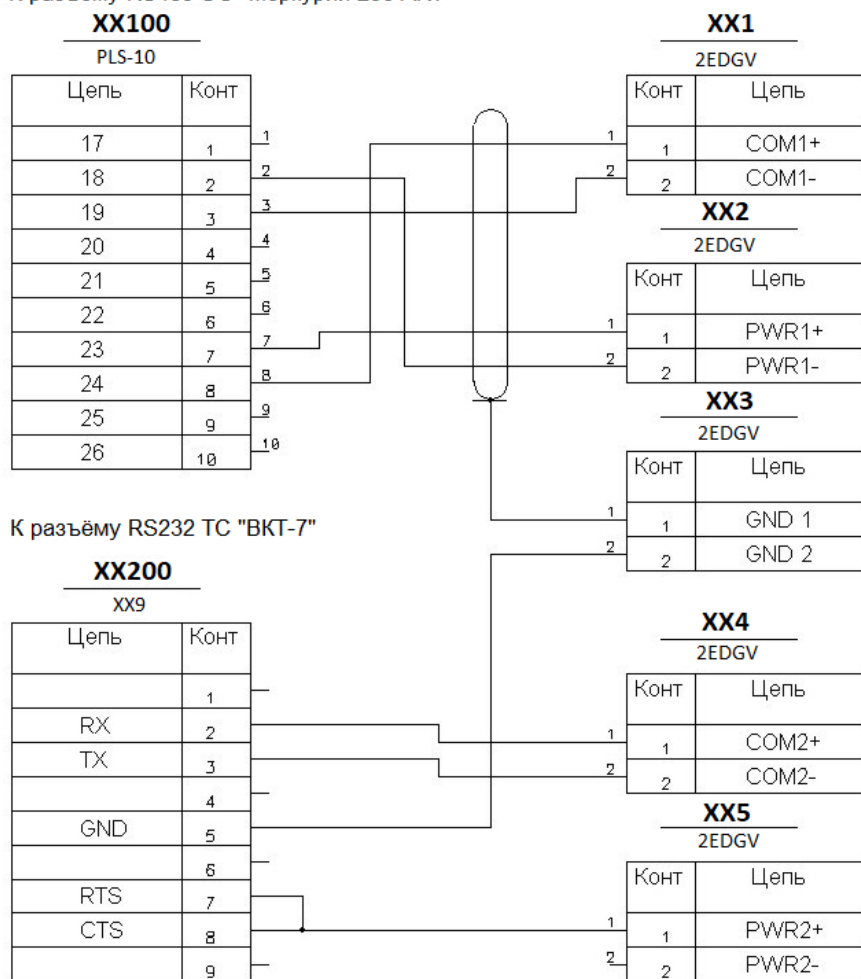 XX100
PLS-10
Цепь Конт
17 1 1
18 2 2
19 3 3
20 4 4
21 5 5
22 6 6
23 7 7
24 8 8
25 9 9
26 10 10
XX1
2EDGV
Конт Цепь
1 1 COM1+
2 2 COM1-
XX2
2EDGV
Конт Цепь
1 1 PWR1+
2 2 PWR1-
XX3
2EDGV
Конт Цепь
1 1 GND 1
2 2 GND 2
К разъёму RS232 ТС "ВКТ-7"
XX200
XX9
Цепь Конт
1
RX 2
TX 3
4
GND 5
6
RTS 7
CTS 8
9
XX4
2EDGV
Конт Цепь
1 1 COM2+
2 2 COM2-
XX5
2EDGV
Конт Цепь
1 1 PWR2+
2 2 PWR2-